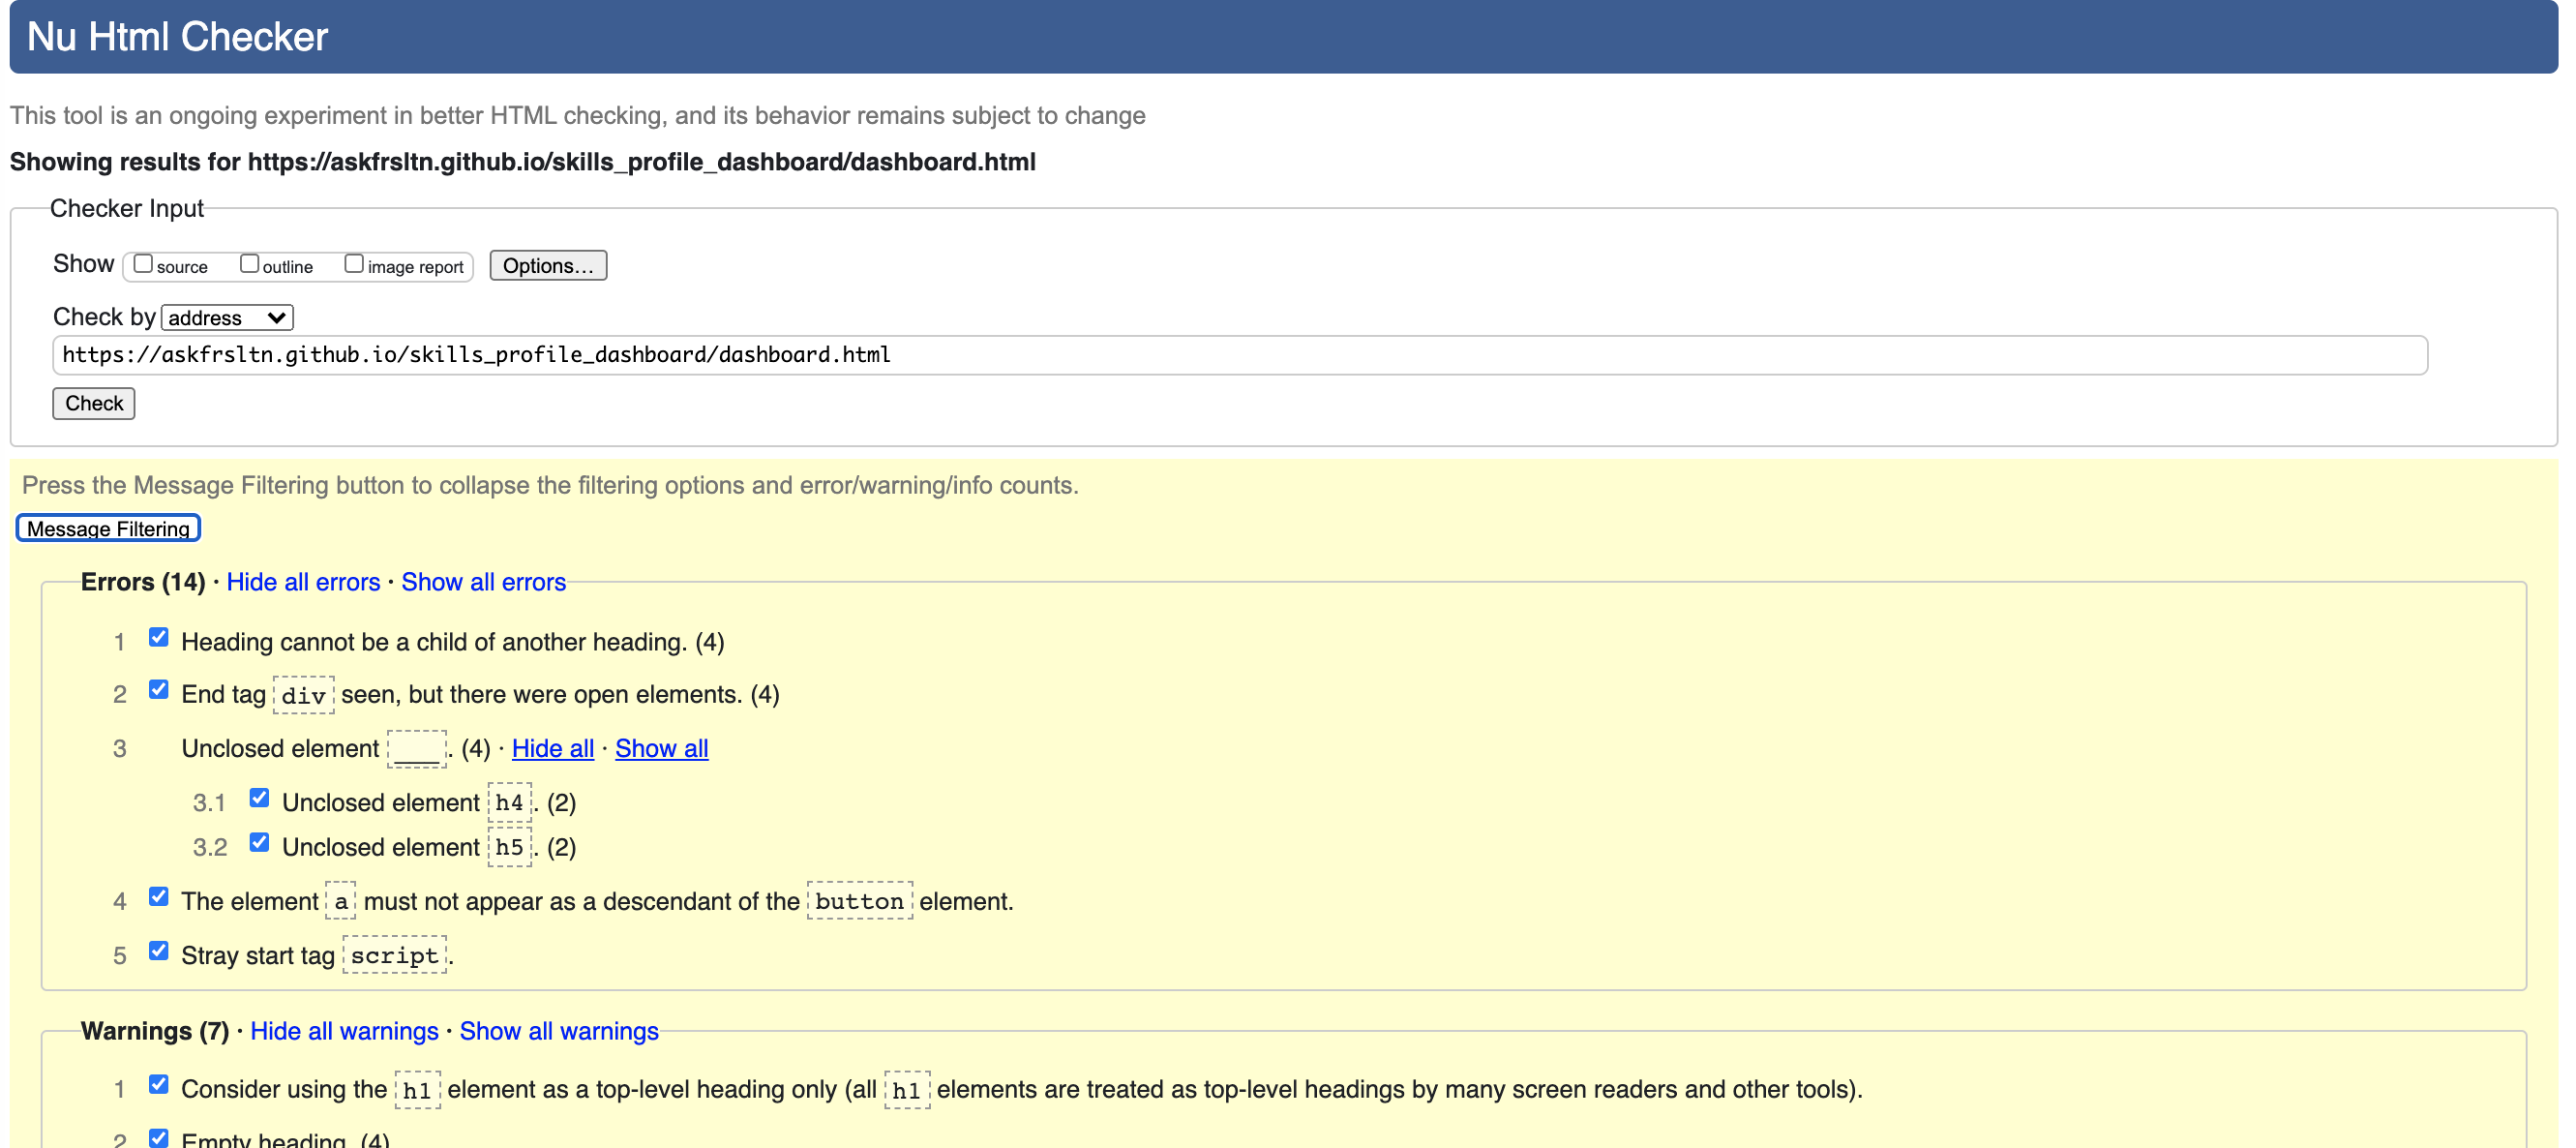 Nu Html Checker
This tool is an ongoing experiment in better HTML checking, and its behavior remains subject to change
Showing results for https://askfrsltn.github.io/skills_profile_dashboard/dashboard.html
Checker Input
Show source outline image report Options…
Check by address
https://askfrsltn.github.io/skills_profile_dashboard/dashboard.html
Check
Press the Message Filtering button to collapse the filtering options and error/warning/info counts.
Message Filtering
Errors (14) · Hide all errors · Show all errors
1 Heading cannot be a child of another heading. (4)
2 End tag div seen, but there were open elements. (4)
3 Unclosed element ___. (4) · Hide all · Show all
3.1 Unclosed element h4. (2)
3.2 Unclosed element h5. (2)
4 The element a must not appear as a descendant of the button element.
5 Stray start tag script.
Warnings (7) · Hide all warnings · Show all warnings
1 Consider using the h1 element as a top-level heading only (all h1 elements are treated as top-level headings by many screen readers and other tools).
2 Empty heading. (4)